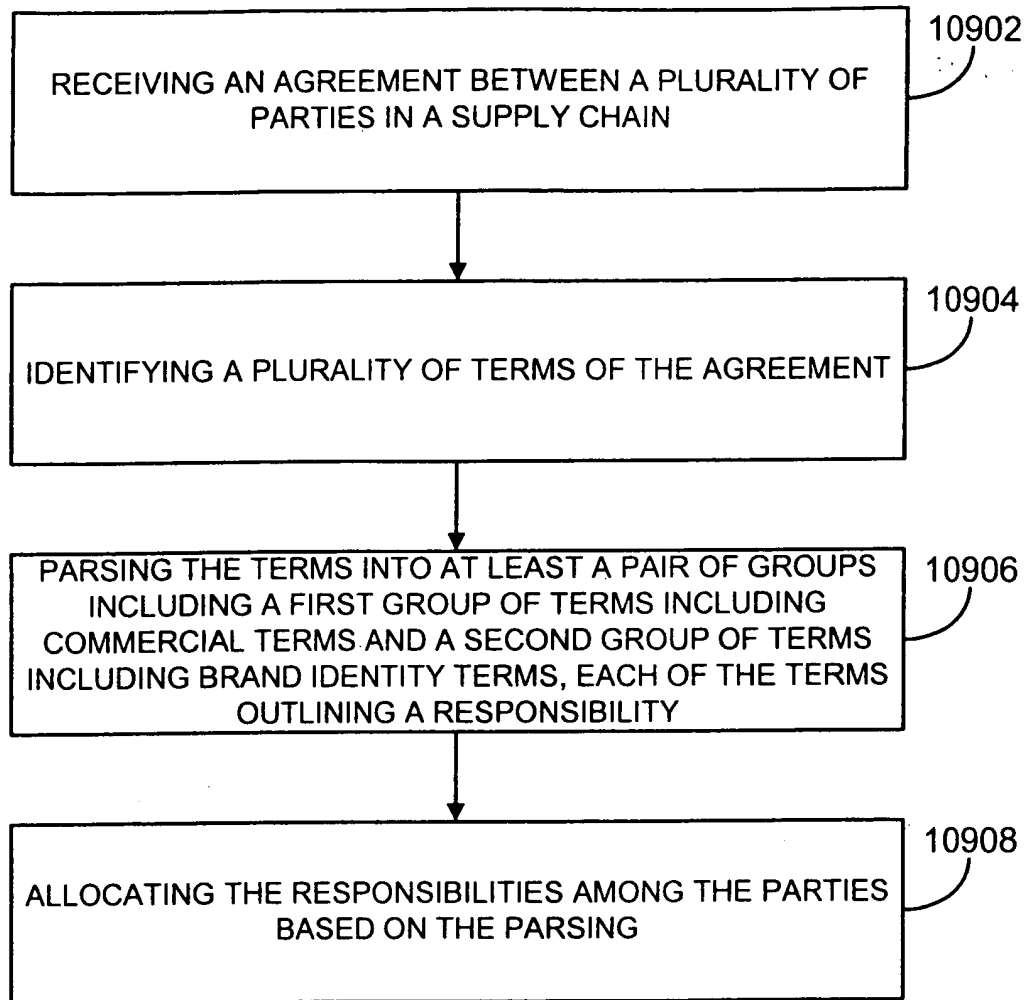 10902
RECEIVING AN AGREEMENT BETWEEN A PLURALITY OF
PARTIES IN A SUPPLY CHAIN
10904
IDENTIFYING A PLURALITY OF TERMS OF THE AGREEMENT
10906
PARSING THE TERMS INTO AT LEAST A PAIR OF GROUPS
INCLUDING A FIRST GROUP OF TERMS INCLUDING
COMMERCIAL TERMS AND A SECOND GROUP OF TERMS
INCLUDING BRAND IDENTITY TERMS, EACH OF THE TERMS
OUTLINING A RESPONSIBILITY
10908
ALLOCATING THE RESPONSIBILITIES AMONG THE PARTIES
BASED ON THE PARSING